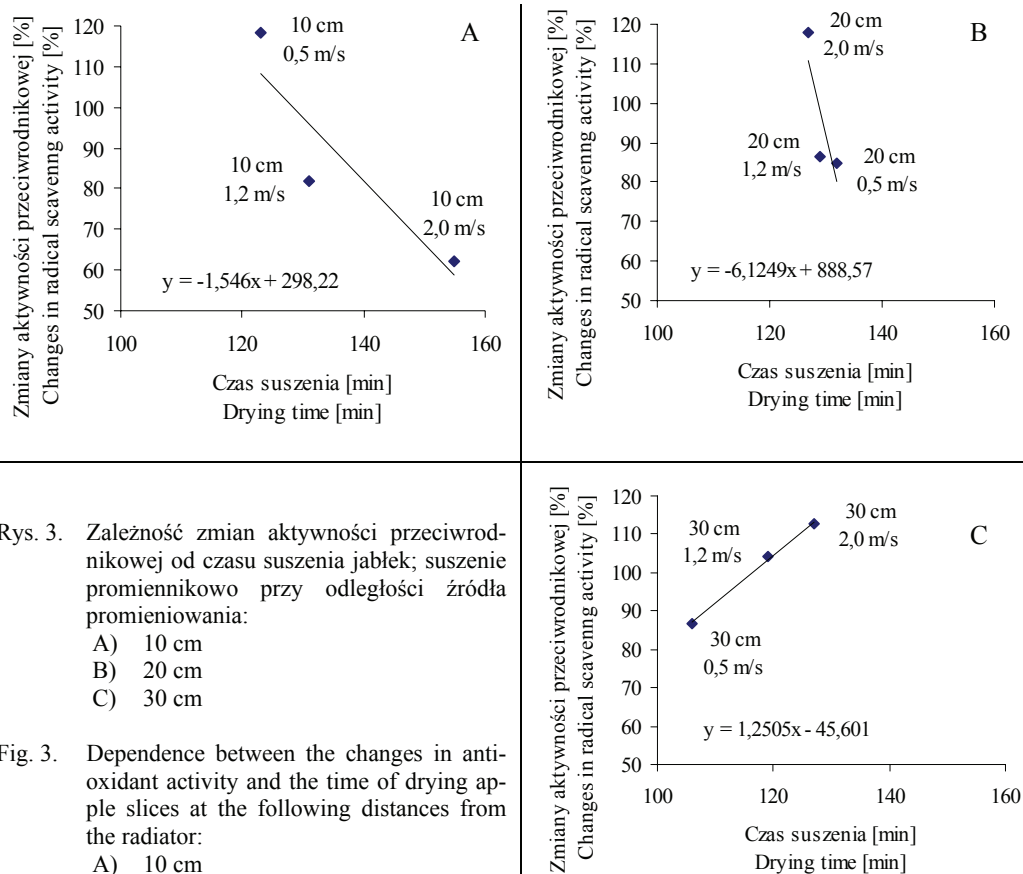 Zmiany aktywności przeciwrodnikowej [%]
Changes in radical scavenng activity [%]
120
110
100
90
80
70
60
50
100
120
140
160
10 cm
0,5 m/s
10 cm
1,2 m/s
10 cm
2,0 m/s
y = -1,546x + 298,22
A
Czas suszenia [min]
Drying time [min]
Zmiany aktywności przeciwrodnikowej [%]
Changes in radical scavenng activity [%]
120
110
100
90
80
70
60
50
100
120
140
160
20 cm
2,0 m/s
20 cm
1,2 m/s
20 cm
0,5 m/s
y = -6,1249x + 888,57
B
Czas suszenia [min]
Drying time [min]
Rys. 3. Zależność zmian aktywności przeciwrod-
nikowej od czasu suszenia jabłek; suszenie
promiennikowo przy odległości źródła
promieniowania:
A) 10 cm
B) 20 cm
C) 30 cm
Fig. 3. Dependence between the changes in anti-
oxidant activity and the time of drying ap-
ple slices at the following distances from
the radiator:
A) 10 cm
Zmiany aktywności przeciwrodnikowej [%]
Changes in radical scavenng activity [%]
120
110
100
90
80
70
60
50
100
120
140
160
30 cm
1,2 m/s
30 cm
2,0 m/s
30 cm
0,5 m/s
y = 1,2505x - 45,601
C
Czas suszenia [min]
Drying time [min]